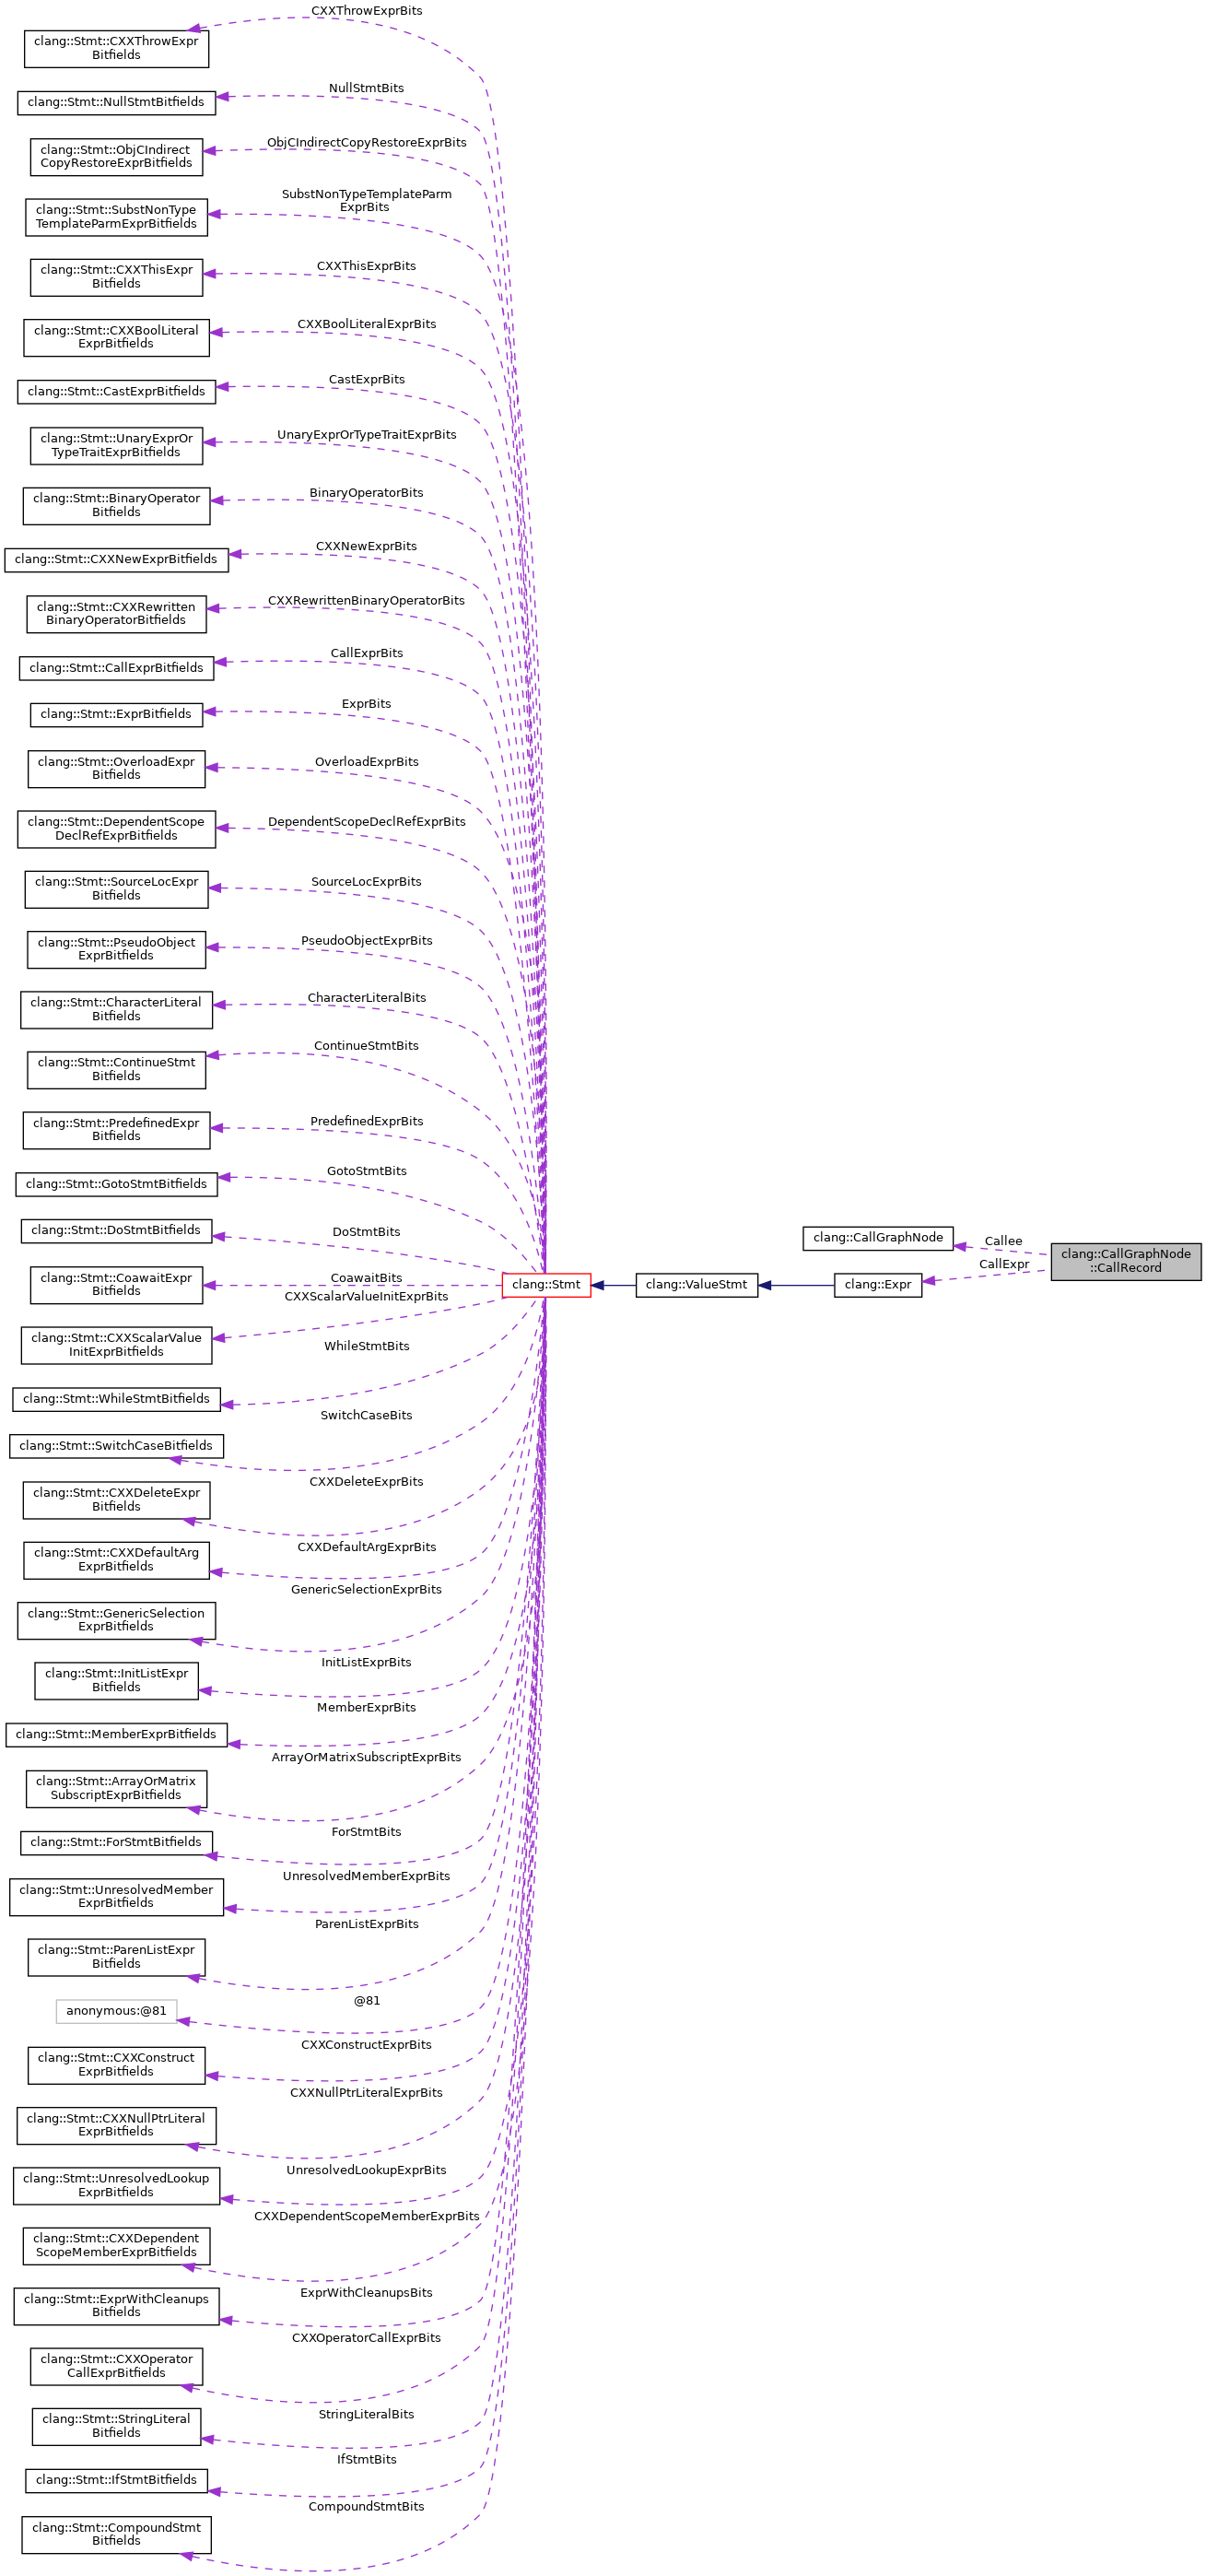 CXXThrowExprBits
clang::Stmt::CXXThrowExpr
Bitfields
NullStmtBits
clang::Stmt::NullStmtBitfields
ObjCIndirectCopyRestoreExprBits
clang::Stmt::ObjCIndirect
CopyRestoreExprBitfields
SubstNonTypeTemplateParm
ExprBits
clang::Stmt::SubstNonType
TemplateParmExprBitfields
CXXThisExprBits
clang::Stmt::CXXThisExpr
Bitfields
CXXBoolLiteralExprBits
clang::Stmt::CXXBoolLiteral
ExprBitfields
CastExprBits
clang::Stmt::CastExprBitfields
UnaryExprOrTypeTraitExprBits
clang::Stmt::UnaryExprOr
TypeTraitExprBitfields
BinaryOperatorBits
clang::Stmt::BinaryOperator
Bitfields
CXXNewExprBits
clang::Stmt::CXXNewExprBitfields
CXXRewrittenBinaryOperatorBits
clang::Stmt::CXXRewritten
BinaryOperatorBitfields
CallExprBits
clang::Stmt::CallExprBitfields
ExprBits
clang::Stmt::ExprBitfields
OverloadExprBits
clang::Stmt::OverloadExpr
Bitfields
DependentScopeDeclRefExprBits
clang::Stmt::DependentScope
DeclRefExprBitfields
SourceLocExprBits
clang::Stmt::SourceLocExpr
Bitfields
PseudoObjectExprBits
clang::Stmt::PseudoObject
ExprBitfields
CharacterLiteralBits
clang::Stmt::CharacterLiteral
Bitfields
ContinueStmtBits
clang::Stmt::ContinueStmt
Bitfields
PredefinedExprBits
clang::Stmt::PredefinedExpr
Bitfields
GotoStmtBits
clang::Stmt::GotoStmtBitfields
DoStmtBits
clang::Stmt::DoStmtBitfields
clang::CallGraphNode
Callee
clang::CallGraphNode
::CallRecord
CallExpr
CoawaitBits
clang::Stmt::CoawaitExpr
Bitfields
clang::Stmt
clang::ValueStmt
clang::Expr
CXXScalarValueInitExprBits
clang::Stmt::CXXScalarValue
InitExprBitfields
WhileStmtBits
clang::Stmt::WhileStmtBitfields
SwitchCaseBits
clang::Stmt::SwitchCaseBitfields
CXXDeleteExprBits
clang::Stmt::CXXDeleteExpr
Bitfields
CXXDefaultArgExprBits
clang::Stmt::CXXDefaultArg
ExprBitfields
GenericSelectionExprBits
clang::Stmt::GenericSelection
ExprBitfields
InitListExprBits
clang::Stmt::InitListExpr
Bitfields
MemberExprBits
clang::Stmt::MemberExprBitfields
ArrayOrMatrixSubscriptExprBits
clang::Stmt::ArrayOrMatrix
SubscriptExprBitfields
ForStmtBits
clang::Stmt::ForStmtBitfields
UnresolvedMemberExprBits
clang::Stmt::UnresolvedMember
ExprBitfields
ParenListExprBits
clang::Stmt::ParenListExpr
Bitfields
@81
anonymous:@81
CXXConstructExprBits
clang::Stmt::CXXConstruct
ExprBitfields
CXXNullPtrLiteralExprBits
clang::Stmt::CXXNullPtrLiteral
ExprBitfields
UnresolvedLookupExprBits
clang::Stmt::UnresolvedLookup
ExprBitfields
CXXDependentScopeMemberExprBits
clang::Stmt::CXXDependent
ScopeMemberExprBitfields
ExprWithCleanupsBits
clang::Stmt::ExprWithCleanups
Bitfields
CXXOperatorCallExprBits
clang::Stmt::CXXOperator
CallExprBitfields
StringLiteralBits
clang::Stmt::StringLiteral
Bitfields
IfStmtBits
clang::Stmt::IfStmtBitfields
CompoundStmtBits
clang::Stmt::CompoundStmt
Bitfields